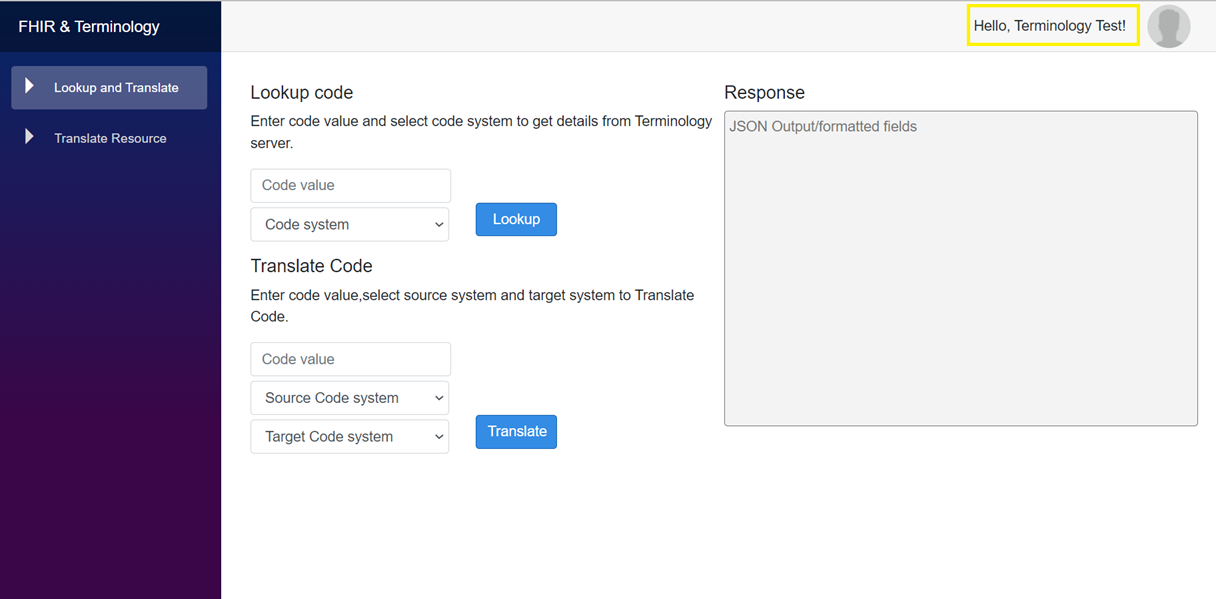 FHIR & Terminology
Hello, Terminology Test!
Lookup and Translate
Translate Resource
Lookup code
Enter code value and select code system to get details from Terminology
server.
Code value
Code system
Lookup
Translate Code
Enter code value,select source system and target system to Translate
Code.
Code value
Source Code system
Target Code system
Translate
Response
JSON Output/formatted fields